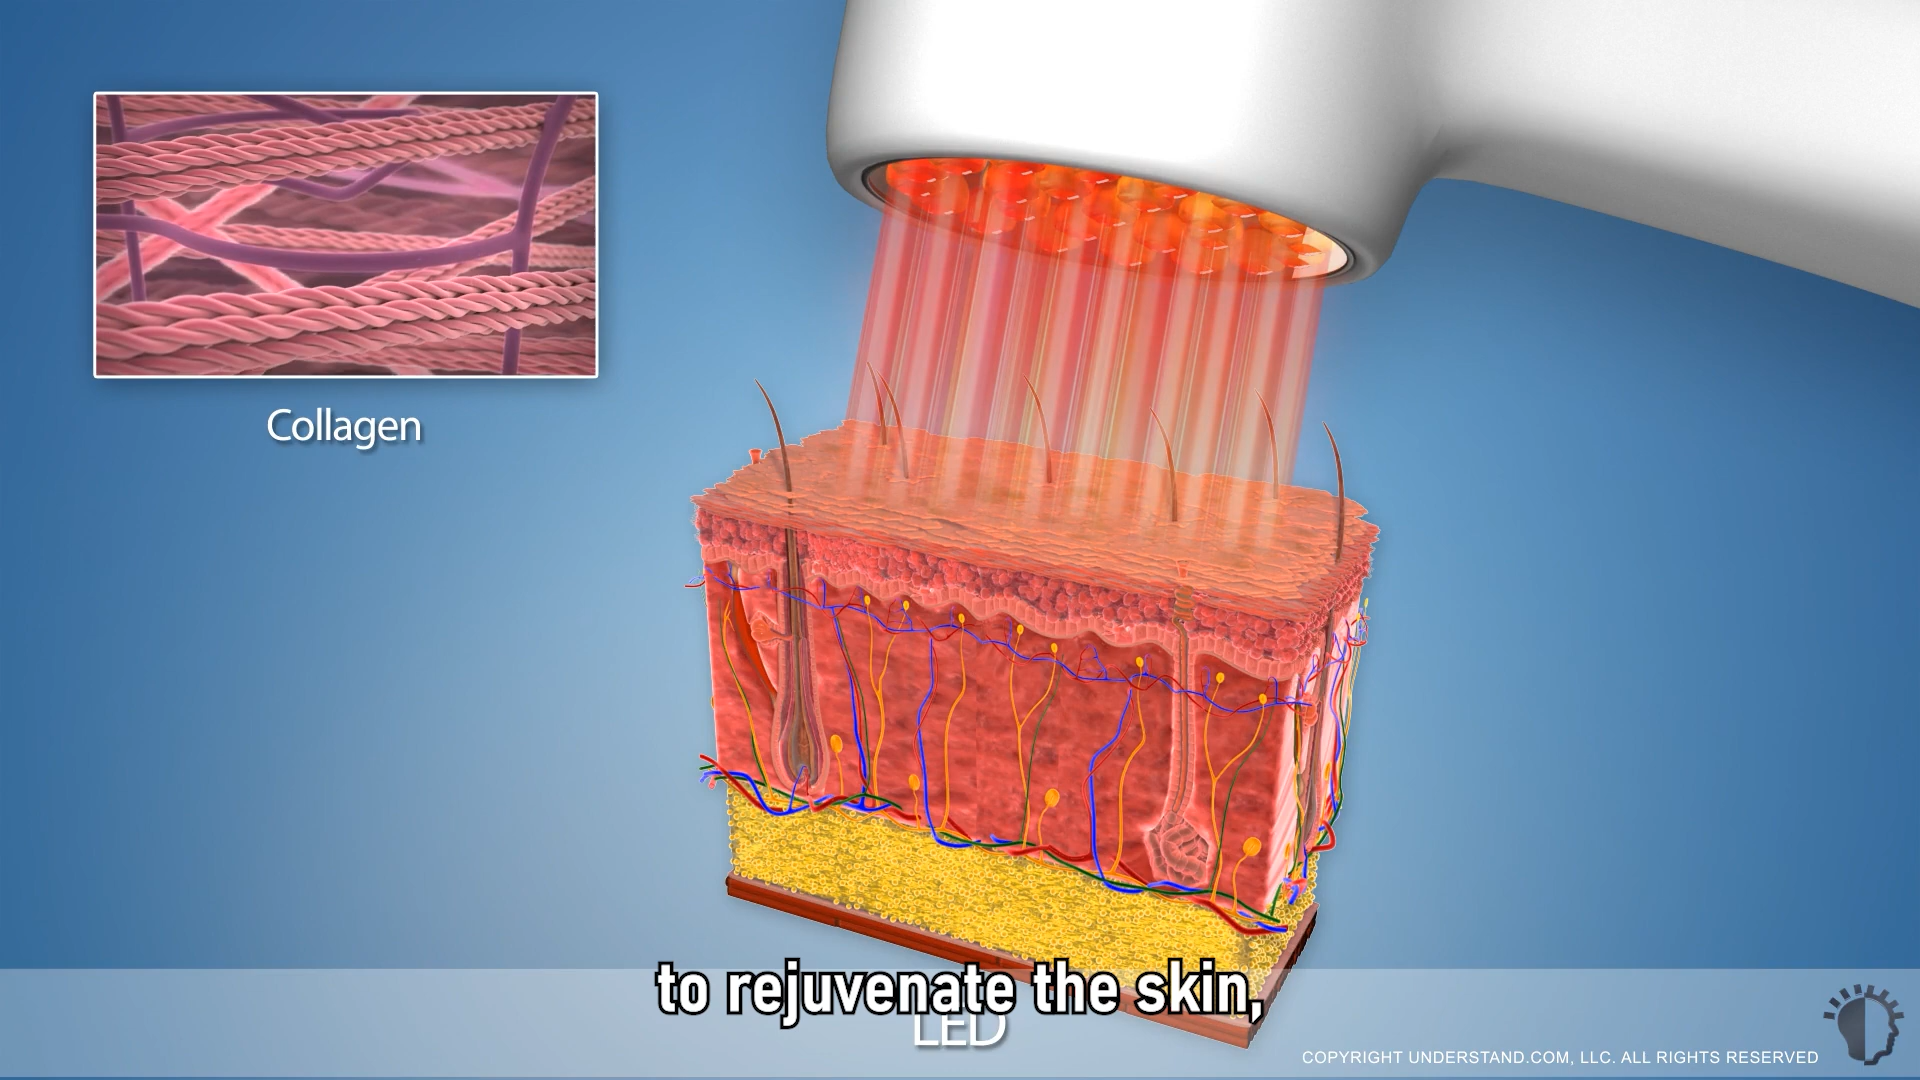 Collagen
to rejuvenate the skin,
LED
COPYRIGHT UNDERSTAND.COM, LLC. ALL RIGHTS RESERVED